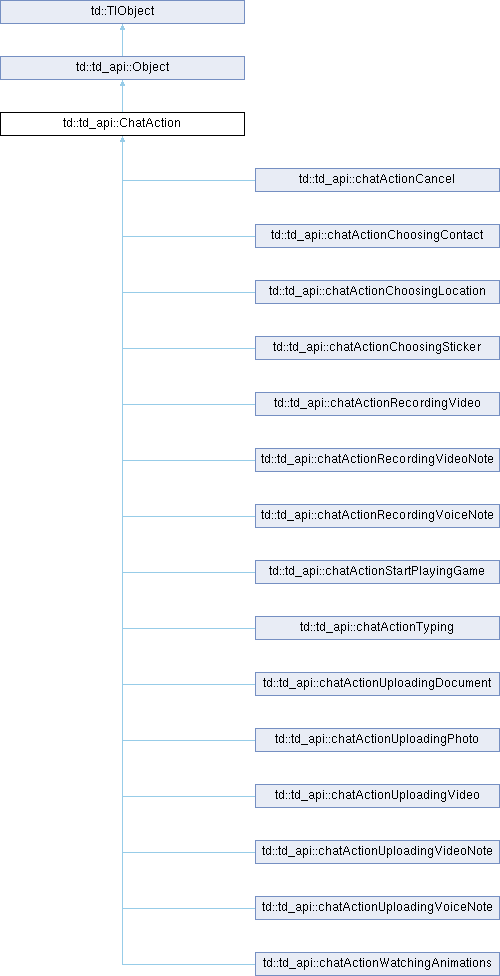 td::TlObject
td::td_api::Object
td::td_api::ChatAction
td::td_api::chatActionCancel
td::td_api::chatActionChoosingContact
td::td_api::chatActionChoosingLocation
td::td_api::chatActionChoosingSticker
td::td_api::chatActionRecordingVideo
td::td_api::chatActionRecordingVideoNote
td::td_api::chatActionRecordingVoiceNote
td::td_api::chatActionStartPlayingGame
td::td_api::chatActionTyping
td::td_api::chatActionUploadingDocument
td::td_api::chatActionUploadingPhoto
td::td_api::chatActionUploadingVideo
td::td_api::chatActionUploadingVideoNote
td::td_api::chatActionUploadingVoiceNote
td::td_api::chatActionWatchingAnimations